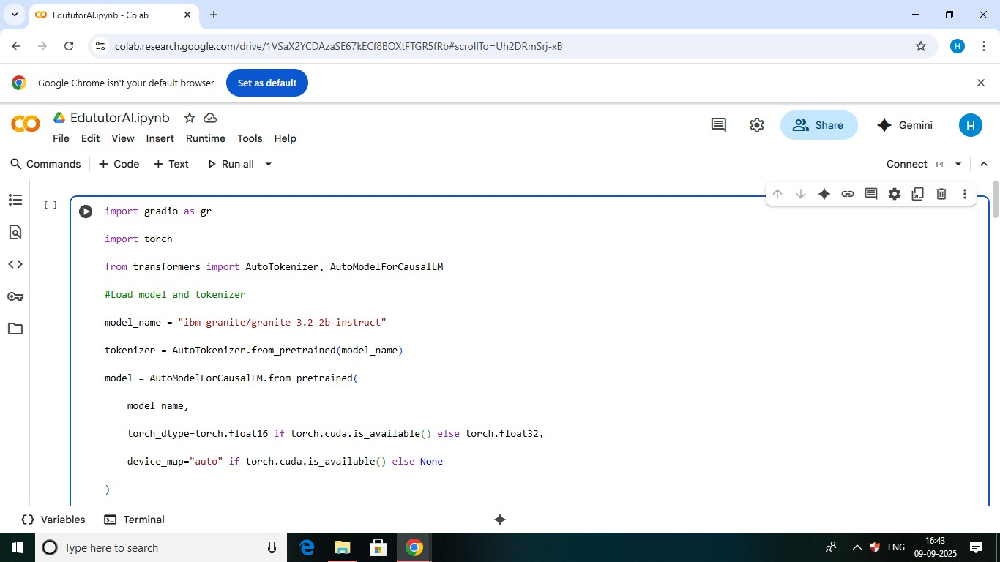 EdututorAI.ipynb - Colab
colab.research.google.com/drive/1VSaX2YCDAzaSE67kECf8BOXtFTGR5fRb#scrollTo=Uh2DRmSrj-xB
H
Google Chrome isn't your default browser
Set as default
EdututorAI.ipynb
File Edit View Insert Runtime Tools Help
Share
Gemini
H
Commands + Code + Text Run all
Connect T4
[ ]
import gradio as gr
import torch
from transformers import AutoTokenizer, AutoModelForCausalLM
#Load model and tokenizer
model_name = "ibm-granite/granite-3.2-2b-instruct"
tokenizer = AutoTokenizer.from_pretrained(model_name)
model = AutoModelForCausalLM.from_pretrained(
model_name,
torch_dtype=torch.float16 if torch.cuda.is_available() else torch.float32,
device_map="auto" if torch.cuda.is_available() else None
)
{} Variables Terminal
Type here to search
ENG
16:43
09-09-2025